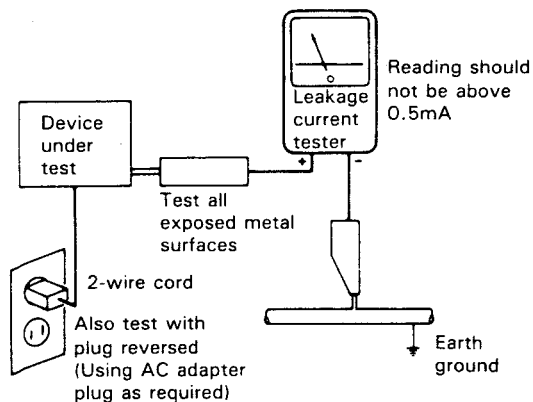 Device
under
test
Leakage
current
tester
+ -
Reading should
not be above
0.5mA
Test all
exposed metal
surfaces
2-wire cord
Also test with
plug reversed
(Using AC adapter
plug as required)
Earth
ground